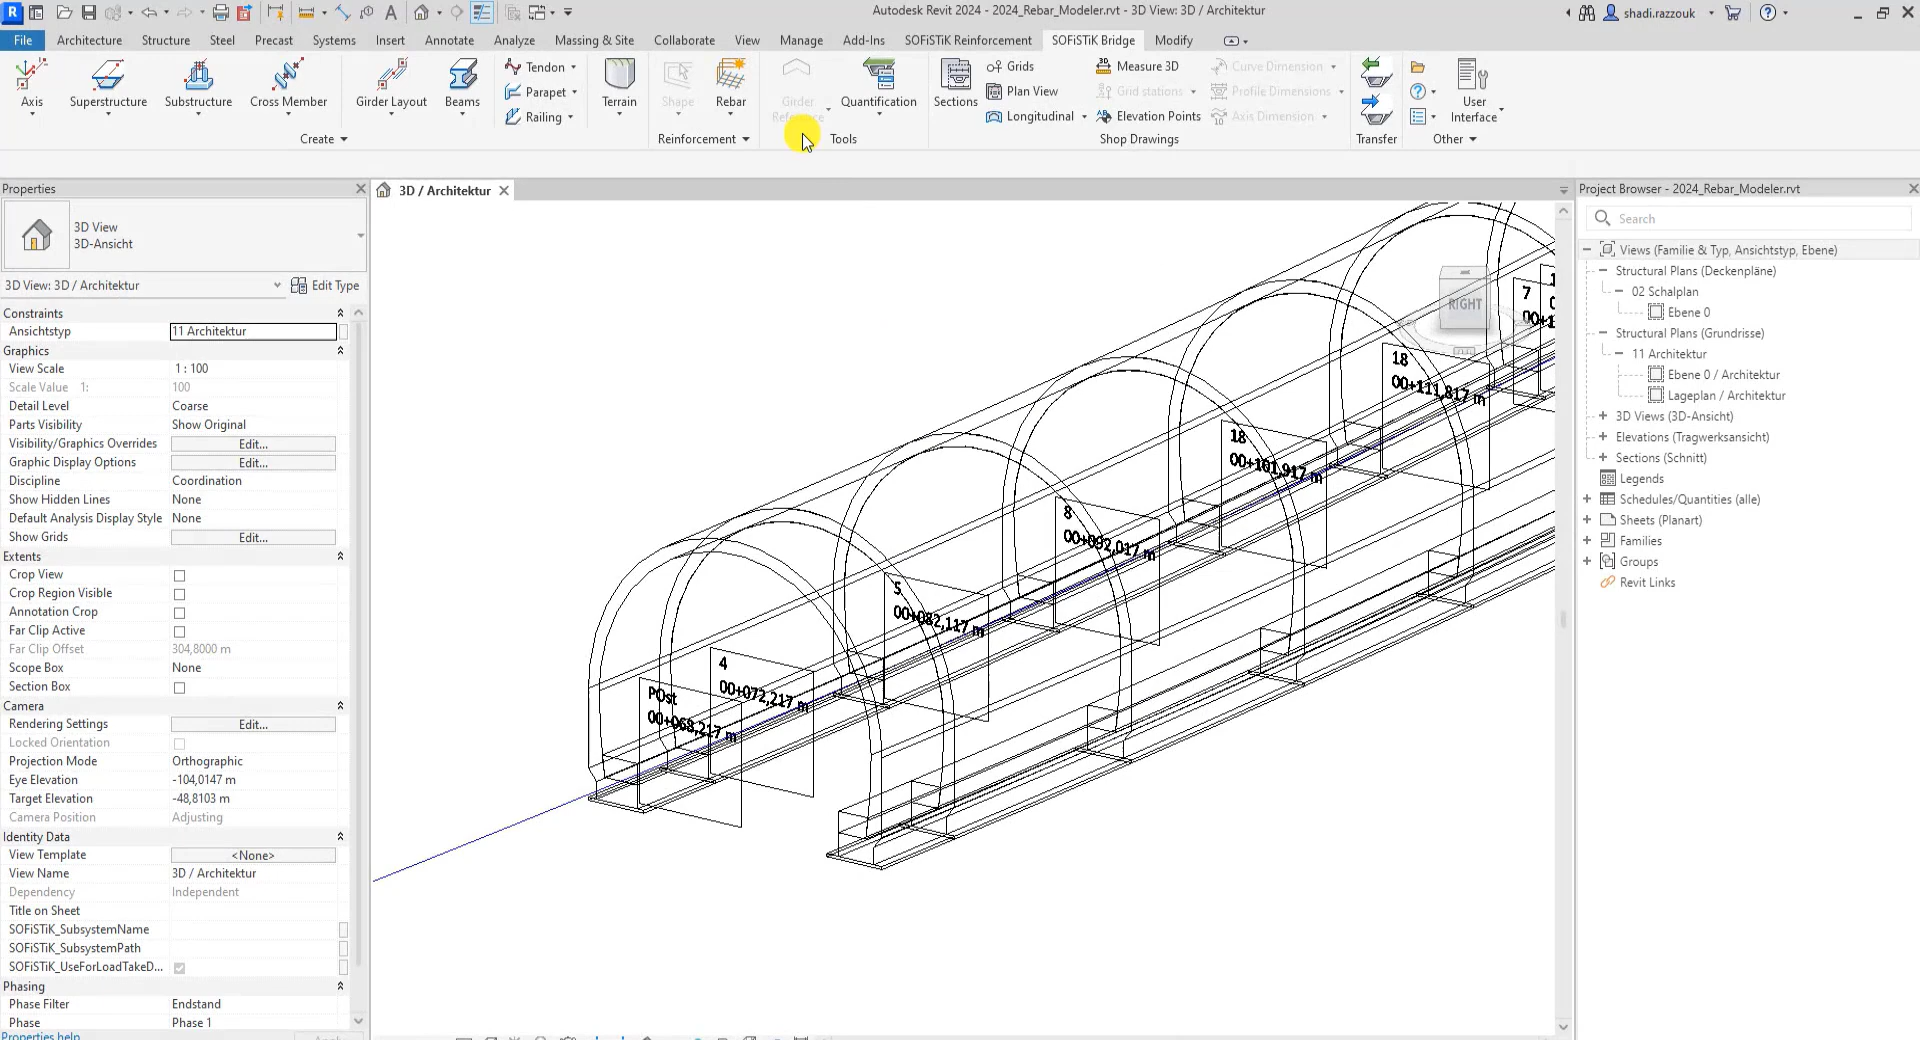 Autodesk Revit 2024 - 2024_Rebar_Modeler.rvt - 3D View: 3D / Architektur
shadi.razzouk
File Architecture Structure Steel Precast Systems Insert Annotate Analyze Massing & Site Collaborate View Manage Add-Ins SOFiSTiK Reinforcement SOFiSTiK Bridge Modify
Axis
Superstructure
Substructure
Cross Member
Girder Layout
Beams
Tendon
Parapet
Railing
Terrain
Create
Shape
Rebar
Reinforcement
Girder
Reference
Quantification
Tools
Sections
Grids
Plan View
Longitudinal
Measure 3D
Grid stations
Elevation Points
Curve Dimension
Profile Dimensions
Axis Dimension
Shop Drawings
Transfer
User
Interface
Other
Properties
3D View
3D-Ansicht
3D View: 3D / Architektur Edit Type
Constraints
Ansichtstyp 11 Architektur
Graphics
View Scale 1 : 100
Scale Value 1: 100
Detail Level Coarse
Parts Visibility Show Original
Visibility/Graphics Overrides Edit...
Graphic Display Options Edit...
Discipline Coordination
Show Hidden Lines None
Default Analysis Display Style None
Show Grids Edit...
Extents
Crop View
Crop Region Visible
Annotation Crop
Far Clip Active
Far Clip Offset 304,8000 m
Scope Box None
Section Box
Camera
Rendering Settings Edit...
Locked Orientation
Projection Mode Orthographic
Eye Elevation -104,0147 m
Target Elevation -48,8103 m
Camera Position Adjusting
Identity Data
View Template <None>
View Name 3D / Architektur
Dependency Independent
Title on Sheet
SOFiSTiK_SubsystemName
SOFiSTiK_SubsystemPath
SOFiSTiK_UseForLoadTakeD...
Phasing
Phase Filter Endstand
Phase Phase 1
Properties help
3D / Architektur
RIGHT
7
00+1
18
00+111,817 m
18
00+101,917 m
8
00+092,017 m
5
00+082,117 m
4
00+072,217 m
POst
00+068,217 m
Project Browser - 2024_Rebar_Modeler.rvt
Search
Views (Familie & Typ, Ansichtstyp, Ebene)
Structural Plans (Deckenpläne)
02 Schalplan
Ebene 0
Structural Plans (Grundrisse)
11 Architektur
Ebene 0 / Architektur
Lageplan / Architektur
3D Views (3D-Ansicht)
Elevations (Tragwerksansicht)
Sections (Schnitt)
Legends
Schedules/Quantities (alle)
Sheets (Planart)
Families
Groups
Revit Links